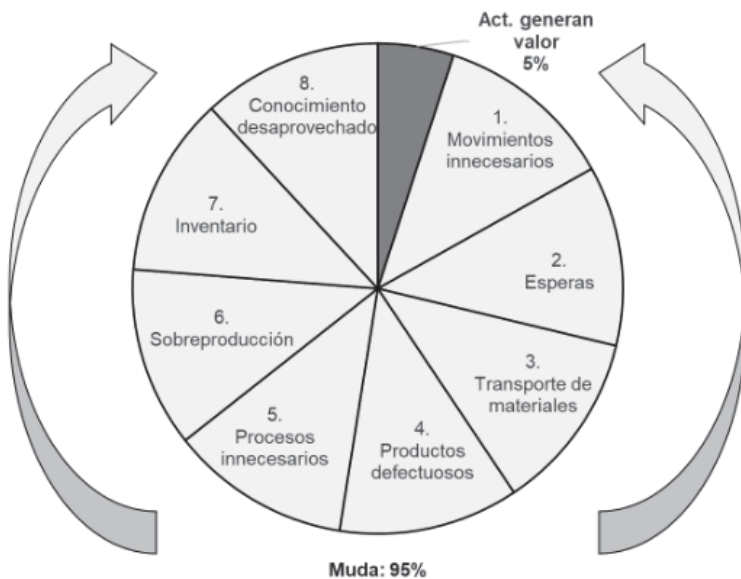 Act. generan
valor
5%
1.
Movimientos
innecesarios
2.
Esperas
3.
Transporte de
materiales
4.
Productos
defectuosos
5.
Procesos
innecesarios
6.
Sobreproducción
7.
Inventario
8.
Conocimiento
desaprovechado
Muda: 95%